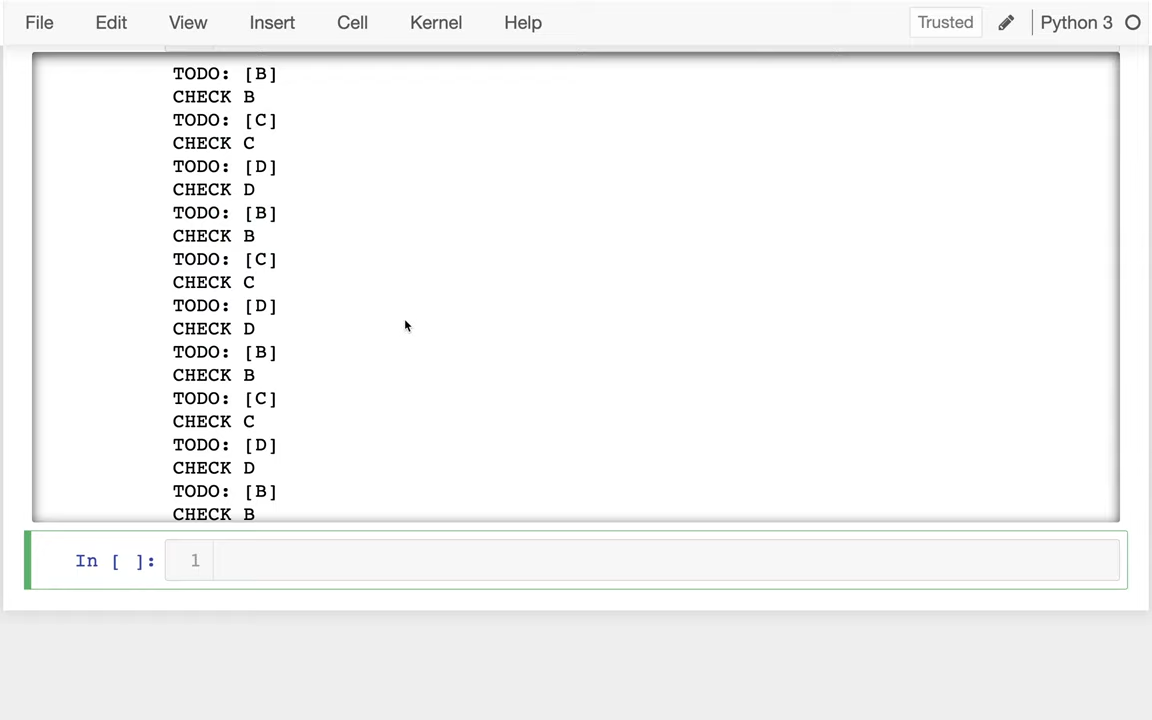 File Edit View Insert Cell Kernel Help Trusted Python 3
TODO: [B]
CHECK B
TODO: [C]
CHECK C
TODO: [D]
CHECK D
TODO: [B]
CHECK B
TODO: [C]
CHECK C
TODO: [D]
CHECK D
TODO: [B]
CHECK B
TODO: [C]
CHECK C
TODO: [D]
CHECK D
TODO: [B]
CHECK B
In [ ]: 1